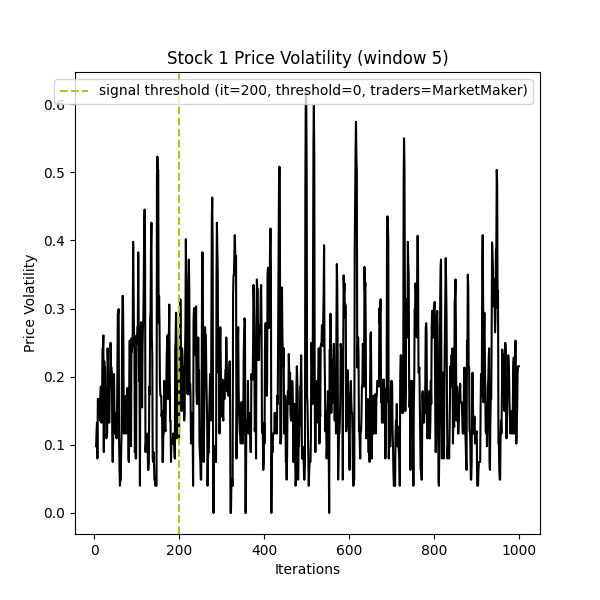 Stock 1 Price Volatility (window 5)
signal threshold (it=200, threshold=0, traders=MarketMaker)
0.6
0.5
0.4
0.3
0.2
0.1
0.0
Price Volatility
0 200 400 600 800 1000
Iterations